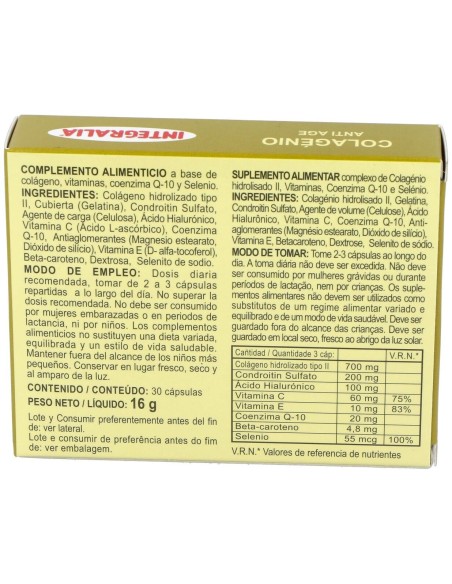 INTEGRALIA
COLAGÉNIO
ANTI AGE
COMPLEMENTO ALIMENTICIO a base de
colágeno, vitaminas, coenzima Q-10 y Selenio.
INGREDIENTES: Colágeno hidrolizado tipo
II, Cubierta (Gelatina), Condroitín Sulfato,
Agente de carga (Celulosa), Ácido Hialurónico,
Vitamina C (Ácido L-ascórbico), Coenzima
Q-10, Antiaglomerantes (Magnesio estearato,
Dióxido de silicio), Vitamina E (D- alfa-tocoferol),
Beta-caroteno, Dextrosa, Selenito de sodio.
MODO DE EMPLEO: Dosis diaria
recomendada, tomar de 2 a 3 cápsulas
repartidas a lo largo del día. No superar la
dosis recomendada. No debe ser consumido
por mujeres embarazadas o en periodos de
lactancia, ni por niños. Los complementos
alimenticios no sustituyen una dieta variada,
equilibrada y un estilo de vida saludable.
Mantener fuera del alcance de los niños más
pequeños. Conservar en lugar fresco, seco y
al amparo de la luz.
CONTENIDO / CONTEÚDO: 30 cápsulas
PESO NETO / LÍQUIDO: 16 g
Lote y Consumir preferentemente antes del fin
de: ver lateral.
Lote e consumir de preferência antes do fim
de: ver embalagem.
SUPLEMENTO ALIMENTAR complexo de Colagénio
hidrolisado II, Vitaminas, Coenzima Q-10 e Selénio.
INGREDIENTES: Colagénio hidrolisado II, Gelatina,
Condroitin Sulfato, Agente de volume (Celulose), Ácido
Hialurónico, Vitamina C, Coenzima Q-10, Anti-
aglomerantes (Magnésio estearato, Dióxido de silício),
Vitamina E, Betacaroteno, Dextrose, Selenito de sódio.
MODO DE TOMAR: Tome 2-3 cápsulas ao longo do
dia. A toma diária não deve ser excedida. Não deve
ser consumido por mulheres grávidas ou durante
períodos de lactação, nem por crianças. Os suple-
mentos alimentares não devem ser utilizados como
substitutos de um regime alimentar variado e
equilibrado e de um modo de vida saudável. Deve ser
guardado fora do alcance das crianças. Deve ser
guardado em local seco, fresco ao abrigo da luz solar.
Cantidad / Quantidade 3 cáp: V.R.N.*
Colágeno hidrolizado tipo II 700 mg
Condroitín Sulfato 200 mg
Ácido Hialurónico 100 mg
Vitamina C 60 mg 75%
Vitamina E 10 mg 83%
Coenzima Q-10 20 mg
Beta-caroteno 4,8 mg
Selenio 55 mcg 100%
V.R.N.* Valores de referencia de nutrientes